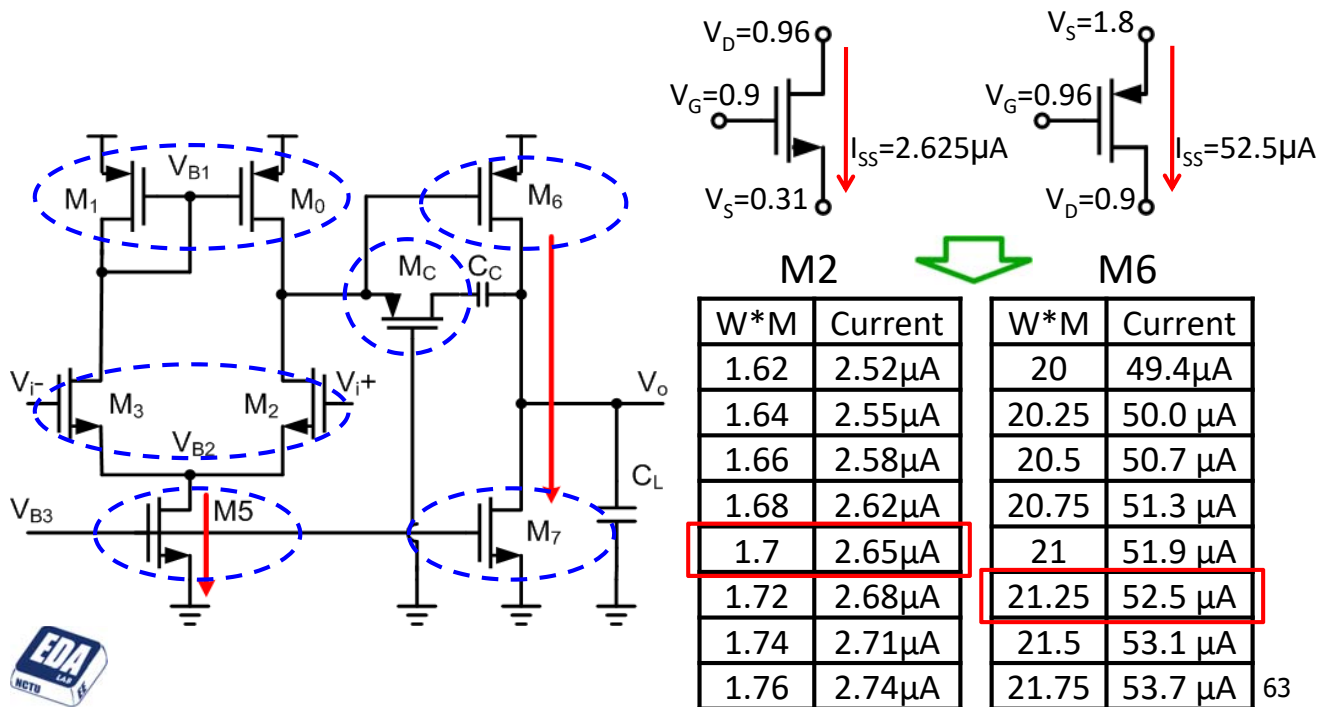 V_D=0.96
V_G=0.9
I_SS=2.625µA
V_S=0.31
V_S=1.8
V_G=0.96
I_SS=52.5µA
V_D=0.9
V_B1
M_1
M_0
M_6
M_C
C_C
V_i-
M_3
M_2
V_i+
V_o
V_B2
C_L
V_B3
M5
M_7
M2
M6
W*M Current
1.62 2.52µA
1.64 2.55µA
1.66 2.58µA
1.68 2.62µA
1.7 2.65µA
1.72 2.68µA
1.74 2.71µA
1.76 2.74µA
W*M Current
20 49.4µA
20.25 50.0 µA
20.5 50.7 µA
20.75 51.3 µA
21 51.9 µA
21.25 52.5 µA
21.5 53.1 µA
21.75 53.7 µA
EDA
LAB
NCTU
EE
63